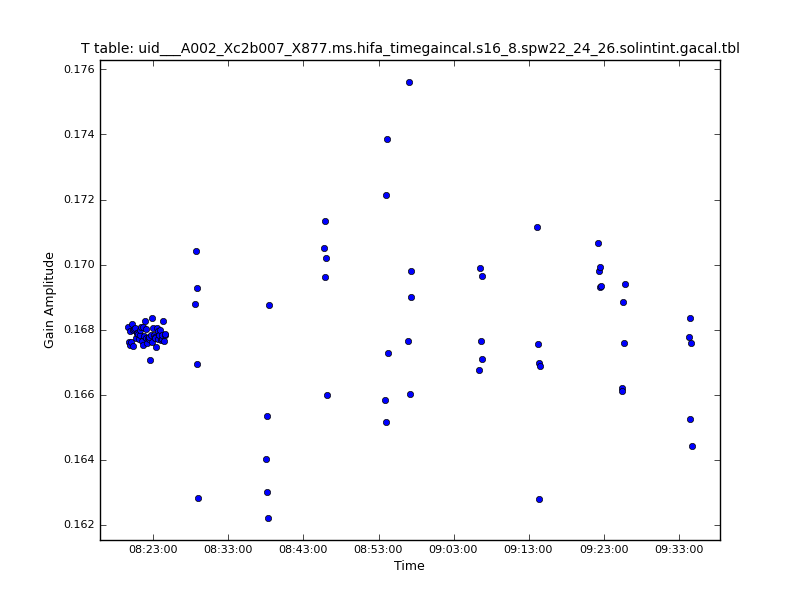 T table: uid___A002_Xc2b007_X877.ms.hifa_timegaincal.s16_8.spw22_24_26.solintint.gacal.tbl
0.176
0.174
0.172
0.170
0.168
0.166
0.164
0.162
Gain Amplitude
08:23:00 08:33:00 08:43:00 08:53:00 09:03:00 09:13:00 09:23:00 09:33:00
Time